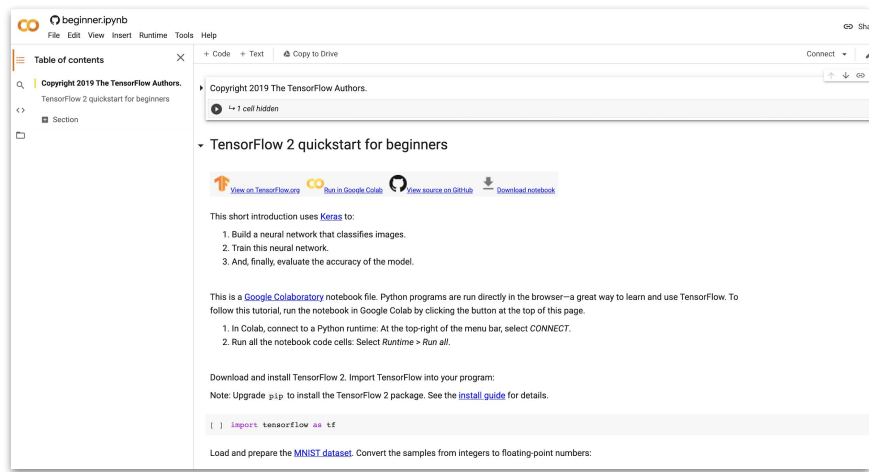 beginner.ipynb
File Edit View Insert Runtime Tools Help
Sha
Table of contents
Copyright 2019 The TensorFlow Authors.
TensorFlow 2 quickstart for beginners
Section
+ Code + Text Copy to Drive
Connect
Copyright 2019 The TensorFlow Authors.
1 cell hidden
TensorFlow 2 quickstart for beginners
View on TensorFlow.org Run in Google Colab View source on GitHub Download notebook
This short introduction uses Keras to:
1. Build a neural network that classifies images.
2. Train this neural network.
3. And, finally, evaluate the accuracy of the model.
This is a Google Colaboratory notebook file. Python programs are run directly in the browser—a great way to learn and use TensorFlow. To
follow this tutorial, run the notebook in Google Colab by clicking the button at the top of this page.
1. In Colab, connect to a Python runtime: At the top-right of the menu bar, select CONNECT.
2. Run all the notebook code cells: Select Runtime > Run all.
Download and install TensorFlow 2. Import TensorFlow into your program:
Note: Upgrade pip to install the TensorFlow 2 package. See the install guide for details.
[ ] import tensorflow as tf
Load and prepare the MNIST dataset. Convert the samples from integers to floating-point numbers: